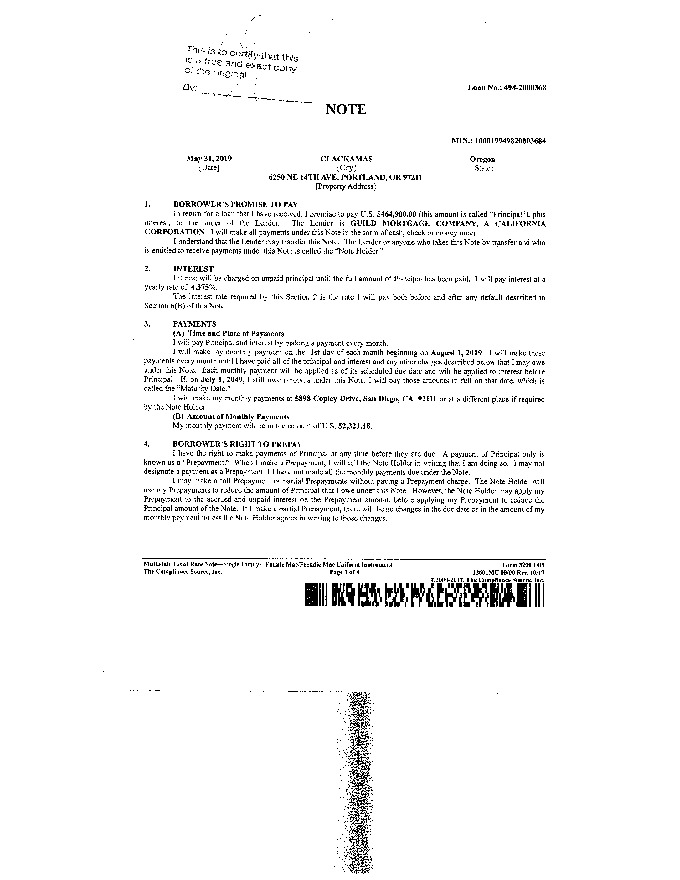 This is to certify that this
is a true and exact copy
of the original
By:
Loan No.: 494-2000368
NOTE
MIN: 100019949820003684
May 31, 2019 CLACKAMAS Oregon
[Date] [City] [State]
6250 NE 14TH AVE, PORTLAND, OR 97211
[Property Address]
1. BORROWER'S PROMISE TO PAY
In return for a loan that I have received, I promise to pay U.S. $464,900.00 (this amount is called "Principal"), plus
interest, to the order of the Lender. The Lender is GUILD MORTGAGE COMPANY, A CALIFORNIA
CORPORATION. I will make all payments under this Note in the form of cash, check or money order.
I understand that the Lender may transfer this Note. The Lender or anyone who takes this Note by transfer and who
is entitled to receive payments under this Note is called the "Note Holder."
2. INTEREST
Interest will be charged on unpaid principal until the full amount of Principal has been paid. I will pay interest at a
yearly rate of 4.375%.
The interest rate required by this Section 2 is the rate I will pay both before and after any default described in
Section 6(B) of this Note.
3. PAYMENTS
(A) Time and Place of Payments
I will pay Principal and interest by making a payment every month.
I will make my monthly payment on the 1st day of each month beginning on August 1, 2019. I will make these
payments every month until I have paid all of the principal and interest and any other charges described below that I may owe
under this Note. Each monthly payment will be applied as of its scheduled due date and will be applied to interest before
Principal. If, on July 1, 2049, I still owe amounts under this Note, I will pay those amounts in full on that date, which is
called the "Maturity Date."
I will make my monthly payments at 5898 Copley Drive, San Diego, CA 92111 or at a different place if required
by the Note Holder.
(B) Amount of Monthly Payments
My monthly payment will be in the amount of U.S. $2,321.18.
4. BORROWER'S RIGHT TO PREPAY
I have the right to make payments of Principal at any time before they are due. A payment of Principal only is
known as a "Prepayment." When I make a Prepayment, I will tell the Note Holder in writing that I am doing so. I may not
designate a payment as a Prepayment if I have not made all the monthly payments due under the Note.
I may make a full Prepayment or partial Prepayments without paying a Prepayment charge. The Note Holder will
use my Prepayments to reduce the amount of Principal that I owe under this Note. However, the Note Holder may apply my
Prepayment to the accrued and unpaid interest on the Prepayment amount, before applying my Prepayment to reduce the
Principal amount of the Note. If I make a partial Prepayment, there will be no changes in the due date or in the amount of my
monthly payment unless the Note Holder agrees in writing to those changes.
Multistate Fixed Rate Note—Single Family—Fannie Mae/Freddie Mac Uniform Instrument Form 3200 1/01
The Compliance Source, Inc. Page 1 of
The Compliance Source, Inc.